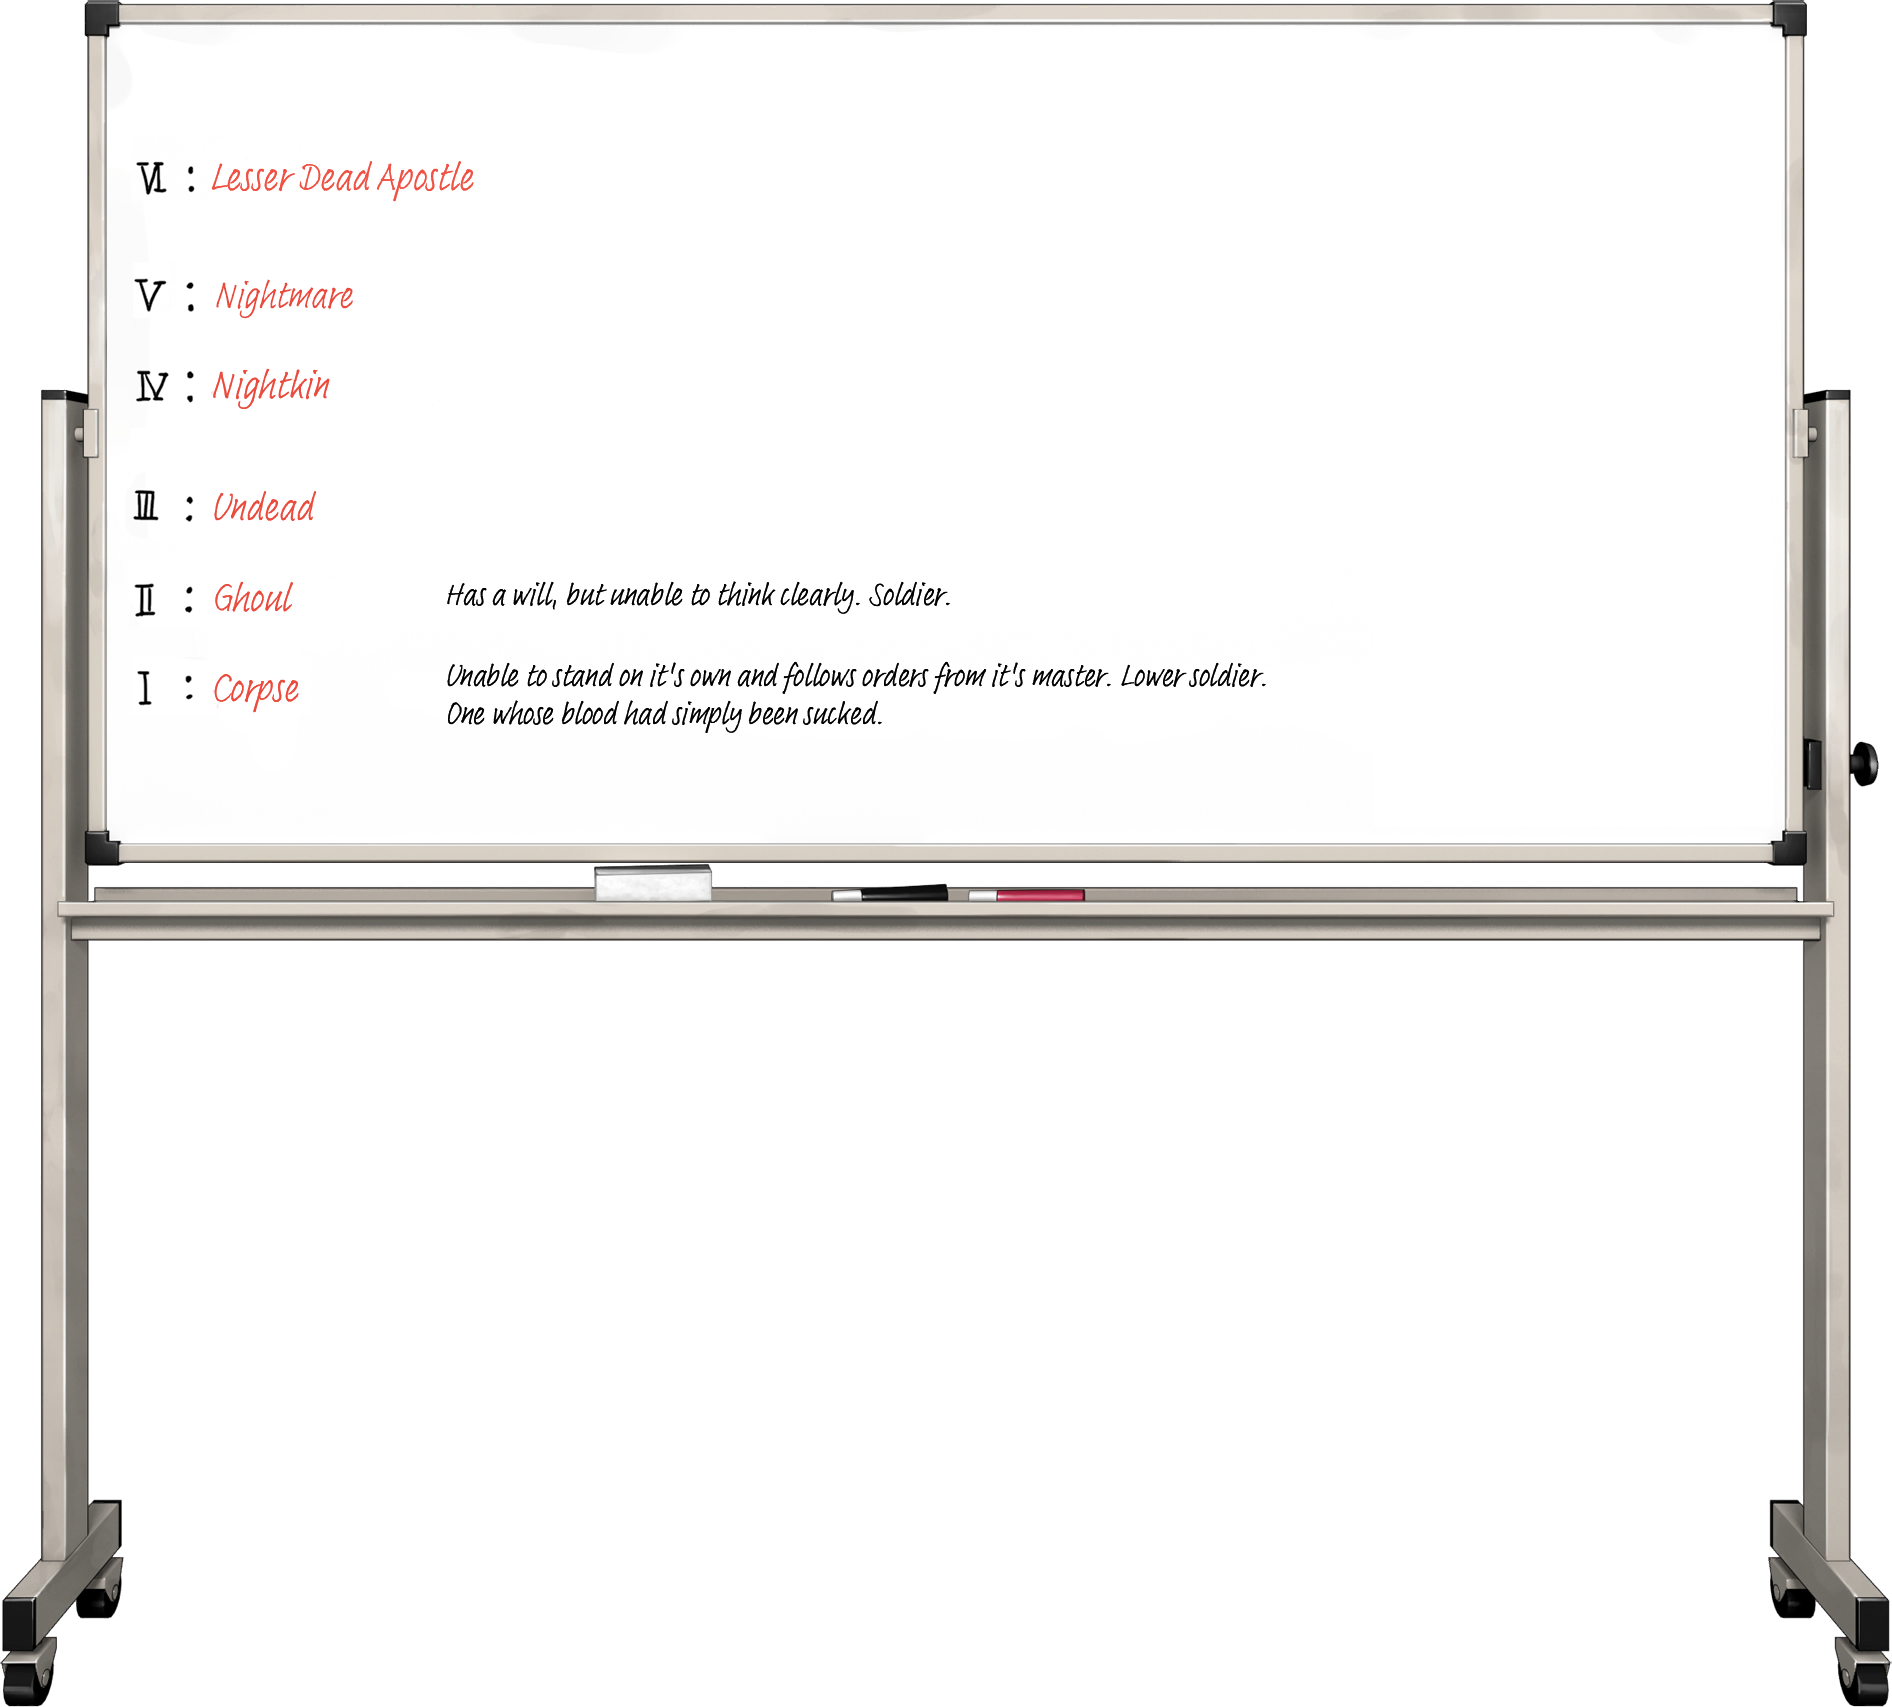 VI : Lesser Dead Apostle
V : Nightmare
IV : Nightkin
III : Undead
II : Ghoul Has a will, but unable to think clearly. Soldier.
I : Corpse Unable to stand on it's own and follows orders from it's master. Lower soldier.
One whose blood had simply been sucked.